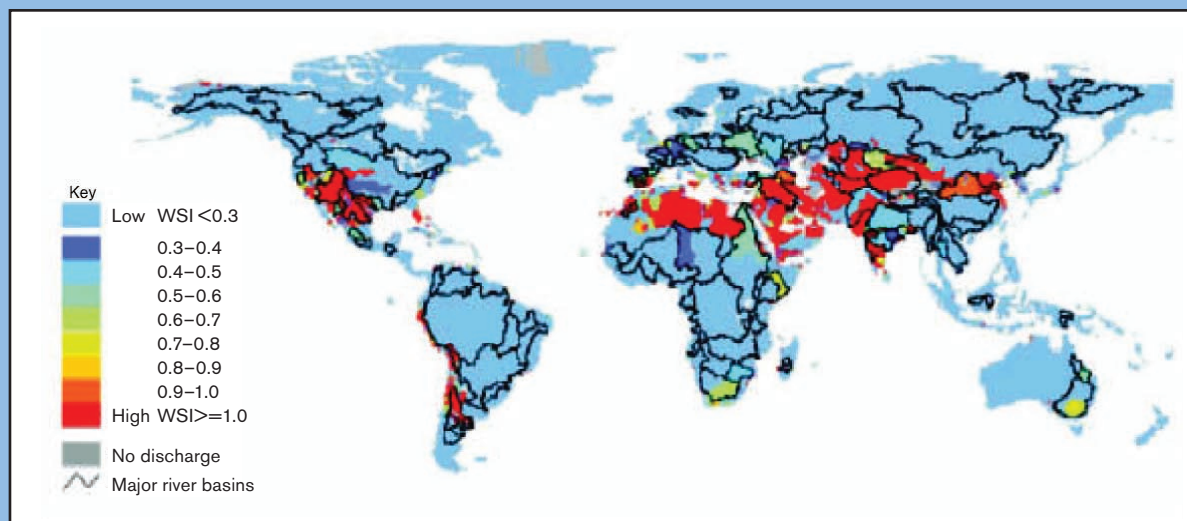 Key
Low WSI <0.3
0.3–0.4
0.4–0.5
0.5–0.6
0.6–0.7
0.7–0.8
0.8–0.9
0.9–1.0
High WSI>=1.0
No discharge
Major river basins